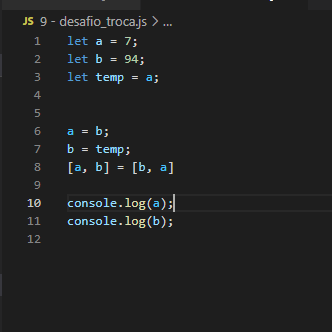 JS 9 - desafio_troca.js > ...
1 let a = 7;
2 let b = 94;
3 let temp = a;
4
5
6 a = b;
7 b = temp;
8 [a, b] = [b, a]
9
10 console.log(a);
11 console.log(b);
12